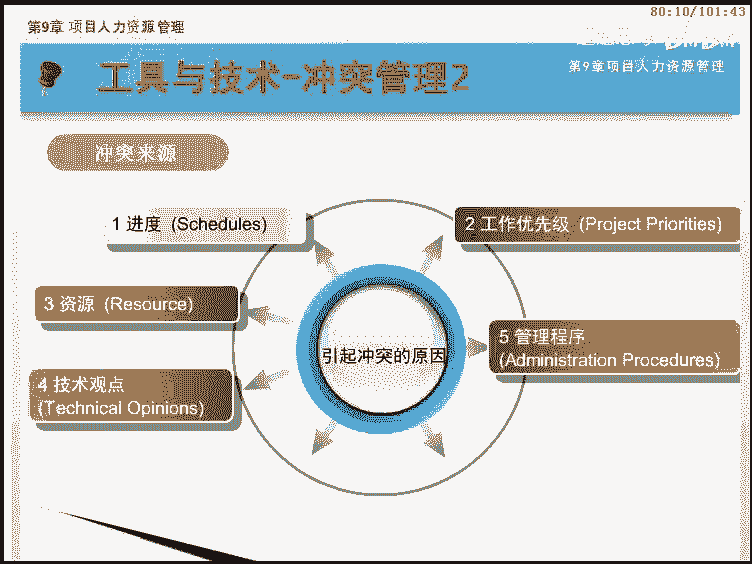 80:10/101:43
第9章 项目人力资源管理
工具与技术-冲突管理2
第9章项目人力资源管理
冲突来源
1 进度 (Schedules)
2 工作优先级 (Project Priorities)
3 资源 (Resource)
引起冲突的原因
5 管理程序
(Administration Procedures)
4 技术观点
(Technical Opinions)